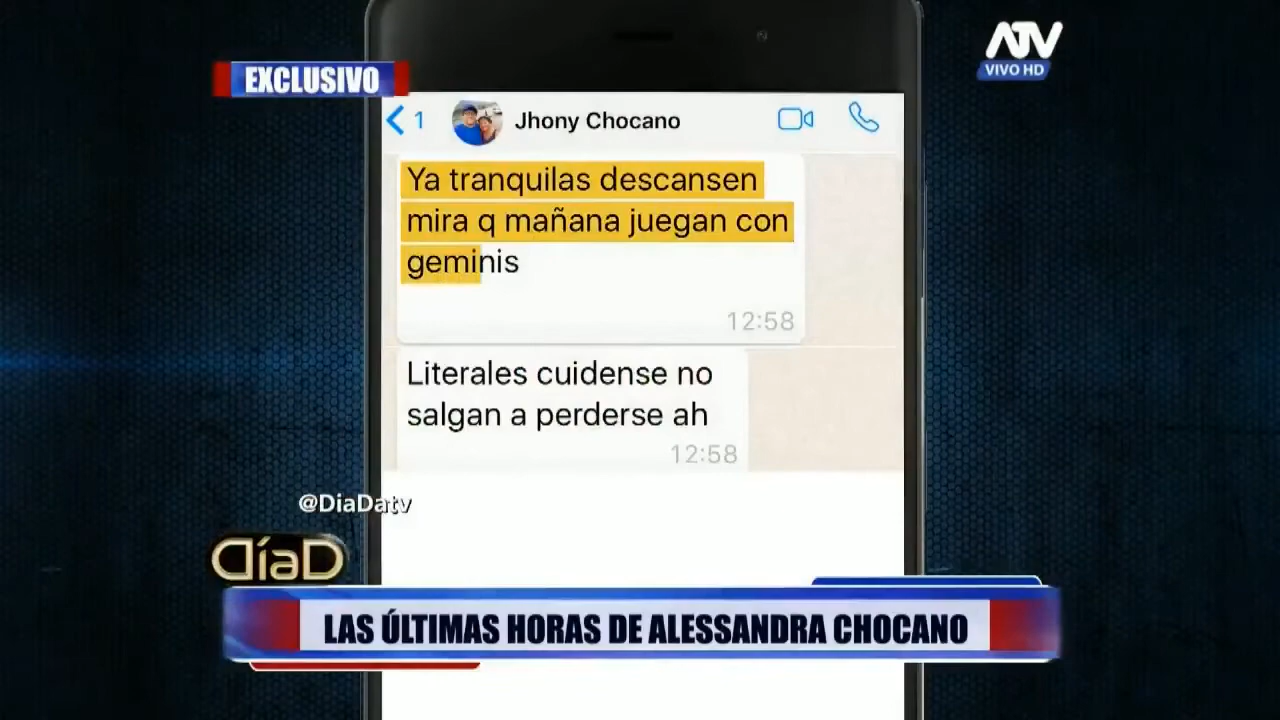 EXCLUSIVO
ATV
VIVO HD
1
Jhony Chocano
Ya tranquilas descansen
mira q mañana juegan con
geminis
12:58
Literales cuidense no
salgan a perderse ah
12:58
@DiaDatv
DíaD
LAS ÚLTIMAS HORAS DE ALESSANDRA CHOCANO